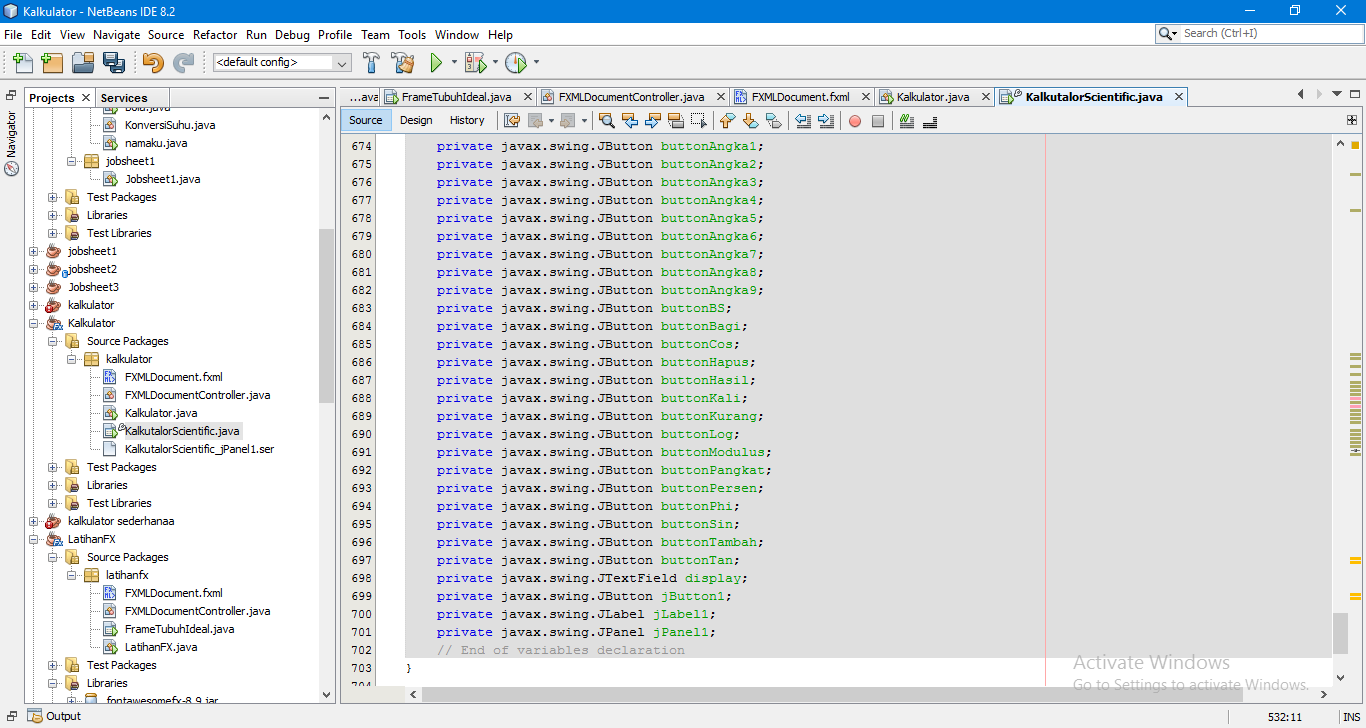 Kalkulator - NetBeans IDE 8.2
File Edit View Navigate Source Refactor Run Debug Profile Team Tools Window Help
Search (Ctrl+I)
<default config>
Projects
Services
Navigator
...ava
FrameTubuhIdeal.java
FXMLDocumentController.java
FXMLDocument.fxml
Kalkulator.java
KalkutalorScientific.java
Source
Design
History
KonversiSuhu.java
namaku.java
jobsheet1
Jobsheet1.java
Test Packages
Libraries
Test Libraries
jobsheet1
jobsheet2
Jobsheet3
kalkulator
Kalkulator
Source Packages
kalkulator
FXMLDocument.fxml
FXMLDocumentController.java
Kalkulator.java
KalkutalorScientific.java
KalkutalorScientific_jPanel1.ser
Test Packages
Libraries
Test Libraries
kalkulator sederhanaa
LatihanFX
Source Packages
latihanfx
FXMLDocument.fxml
FXMLDocumentController.java
FrameTubuhIdeal.java
LatihanFX.java
Test Packages
Libraries
fontawesomefx-8.9.jar
674 private javax.swing.JButton buttonAngka1;
675 private javax.swing.JButton buttonAngka2;
676 private javax.swing.JButton buttonAngka3;
677 private javax.swing.JButton buttonAngka4;
678 private javax.swing.JButton buttonAngka5;
679 private javax.swing.JButton buttonAngka6;
680 private javax.swing.JButton buttonAngka7;
681 private javax.swing.JButton buttonAngka8;
682 private javax.swing.JButton buttonAngka9;
683 private javax.swing.JButton buttonBS;
684 private javax.swing.JButton buttonBagi;
685 private javax.swing.JButton buttonCos;
686 private javax.swing.JButton buttonHapus;
687 private javax.swing.JButton buttonHasil;
688 private javax.swing.JButton buttonKali;
689 private javax.swing.JButton buttonKurang;
690 private javax.swing.JButton buttonLog;
691 private javax.swing.JButton buttonModulus;
692 private javax.swing.JButton buttonPangkat;
693 private javax.swing.JButton buttonPersen;
694 private javax.swing.JButton buttonPhi;
695 private javax.swing.JButton buttonSin;
696 private javax.swing.JButton buttonTambah;
697 private javax.swing.JButton buttonTan;
698 private javax.swing.JTextField display;
699 private javax.swing.JButton jButton1;
700 private javax.swing.JLabel jLabel1;
701 private javax.swing.JPanel jPanel1;
702 // End of variables declaration
703 }
704
Activate Windows
Go to Settings to activate Windows.
Output
532:11
INS